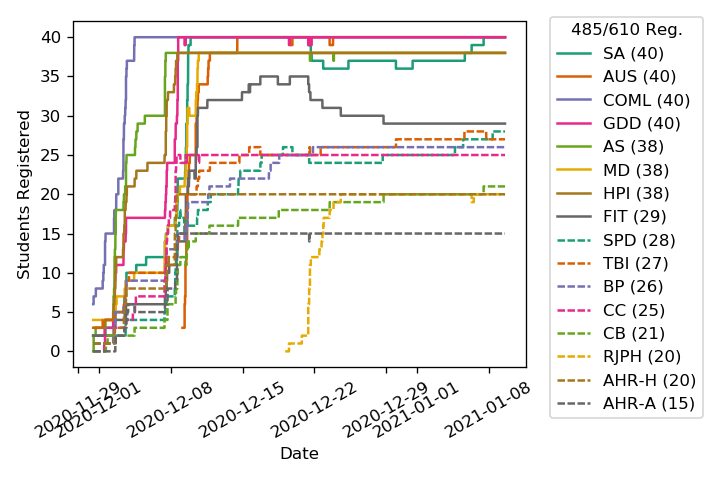 485/610 Reg.
SA (40)
AUS (40)
COML (40)
GDD (40)
AS (38)
MD (38)
HPI (38)
FIT (29)
SPD (28)
TBI (27)
BP (26)
CC (25)
CB (21)
RJPH (20)
AHR-H (20)
AHR-A (15)
Students Registered
40
35
30
25
20
15
10
5
0
2020-11-29
2020-12-01
2020-12-08
2020-12-15
2020-12-22
2020-12-29
2021-01-01
2021-01-08
Date